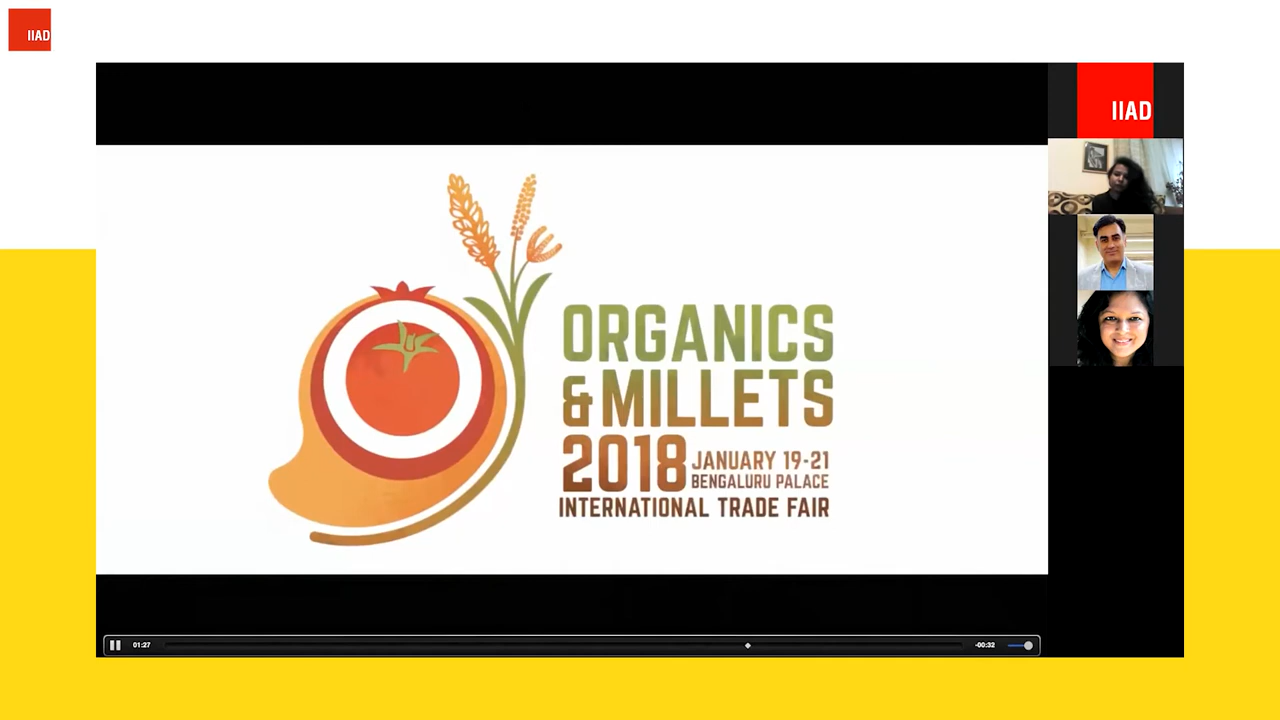 IIAD
IIAD
ORGANICS
& MILLETS
2018 JANUARY 19-21
BENGALURU PALACE
INTERNATIONAL TRADE FAIR
01:27
-00:32